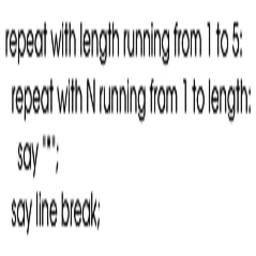 repeat with length running from 1 to 5:
repeat with N running from 1 to length:
say "*";
say line break;